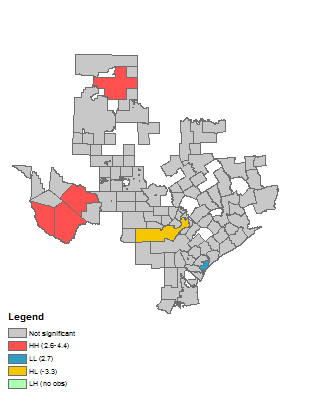 Legend
Not significant
HH (2.6-4.4)
LL (2.7)
HL (-3.3)
LH (no obs)